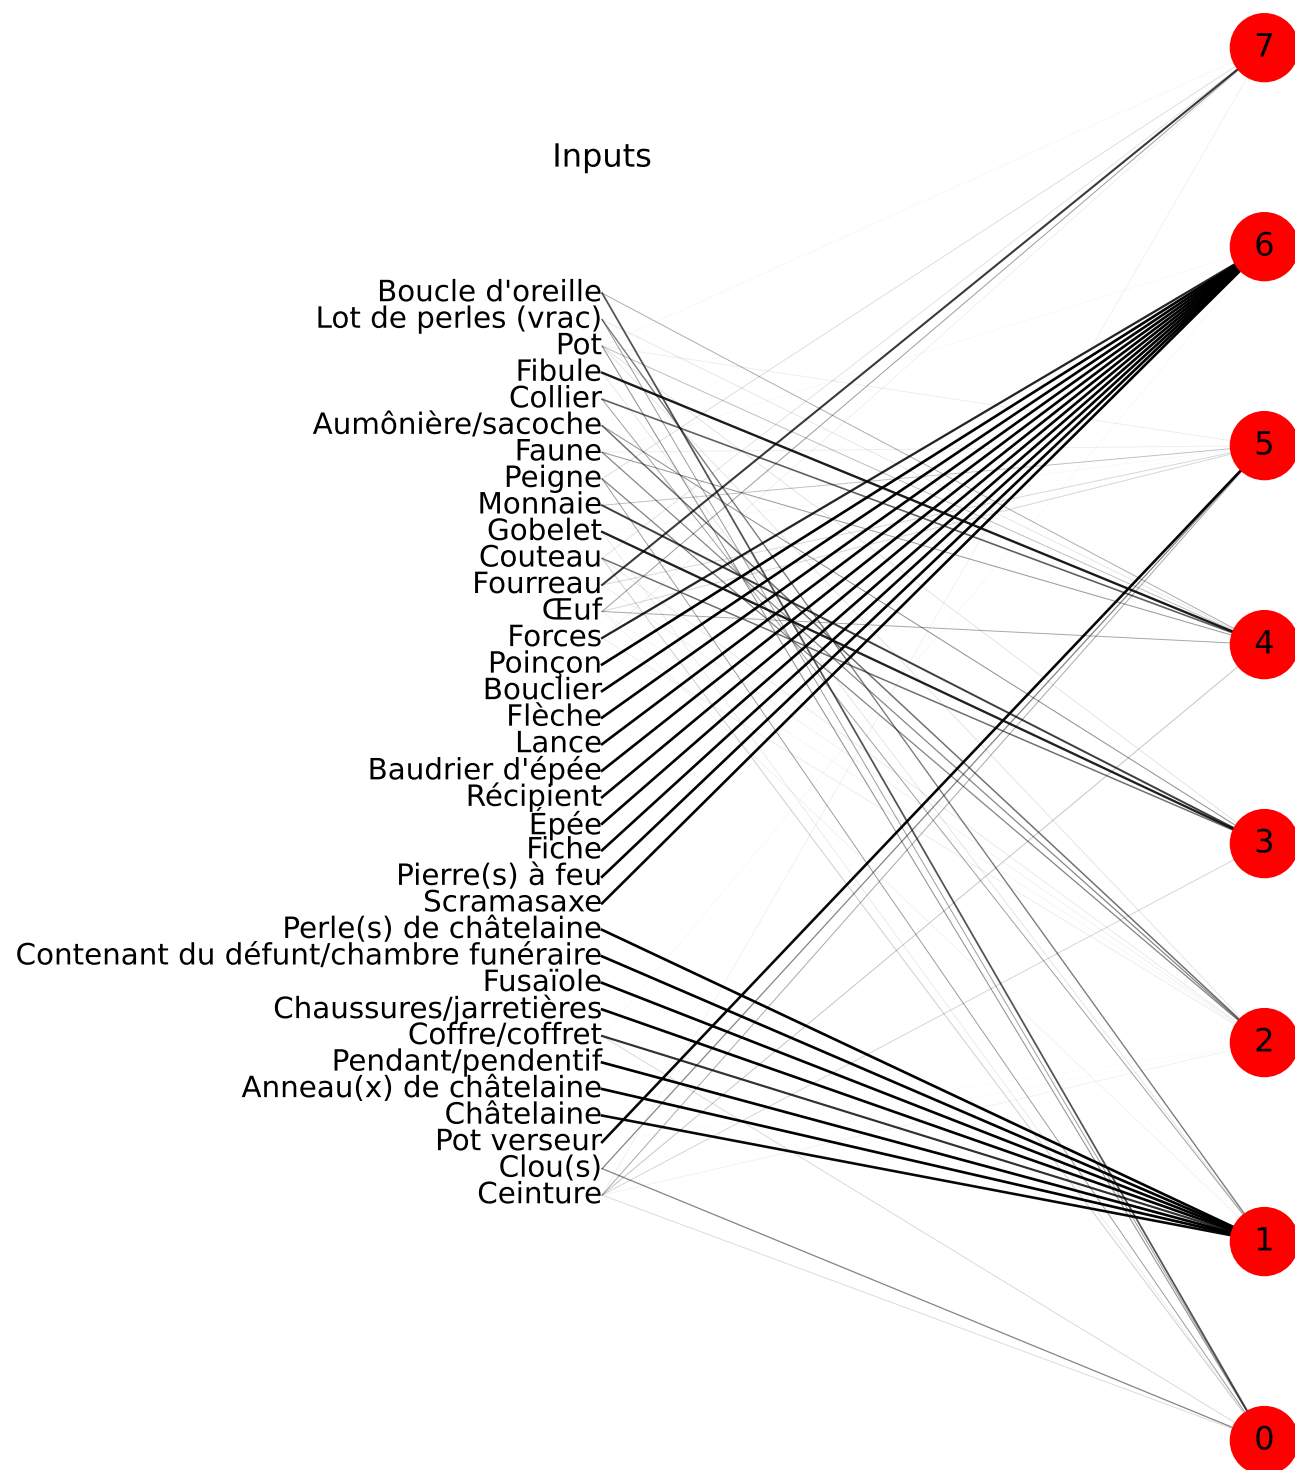 7
Inputs
6
Boucle d'oreille
Lot de perles (vrac)
Pot
Fibule
Collier
Aumônière/sacoche
5
Faune
Peigne
Monnaie
Gobelet
Couteau
Fourreau
Œuf
Forces
4
Poinçon
Bouclier
Flèche
Lance
Baudrier d'épée
Récipient
Épée
3
Fiche
Pierre(s) à feu
Scramasaxe
Perle(s) de châtelaine
Contenant du défunt/chambre funéraire
Fusaïole
Chaussures/jarretières
Coffre/coffret
2
Pendant/pendentif
Anneau(x) de châtelaine
Châtelaine
Pot verseur
Clou(s)
Ceinture
1
0